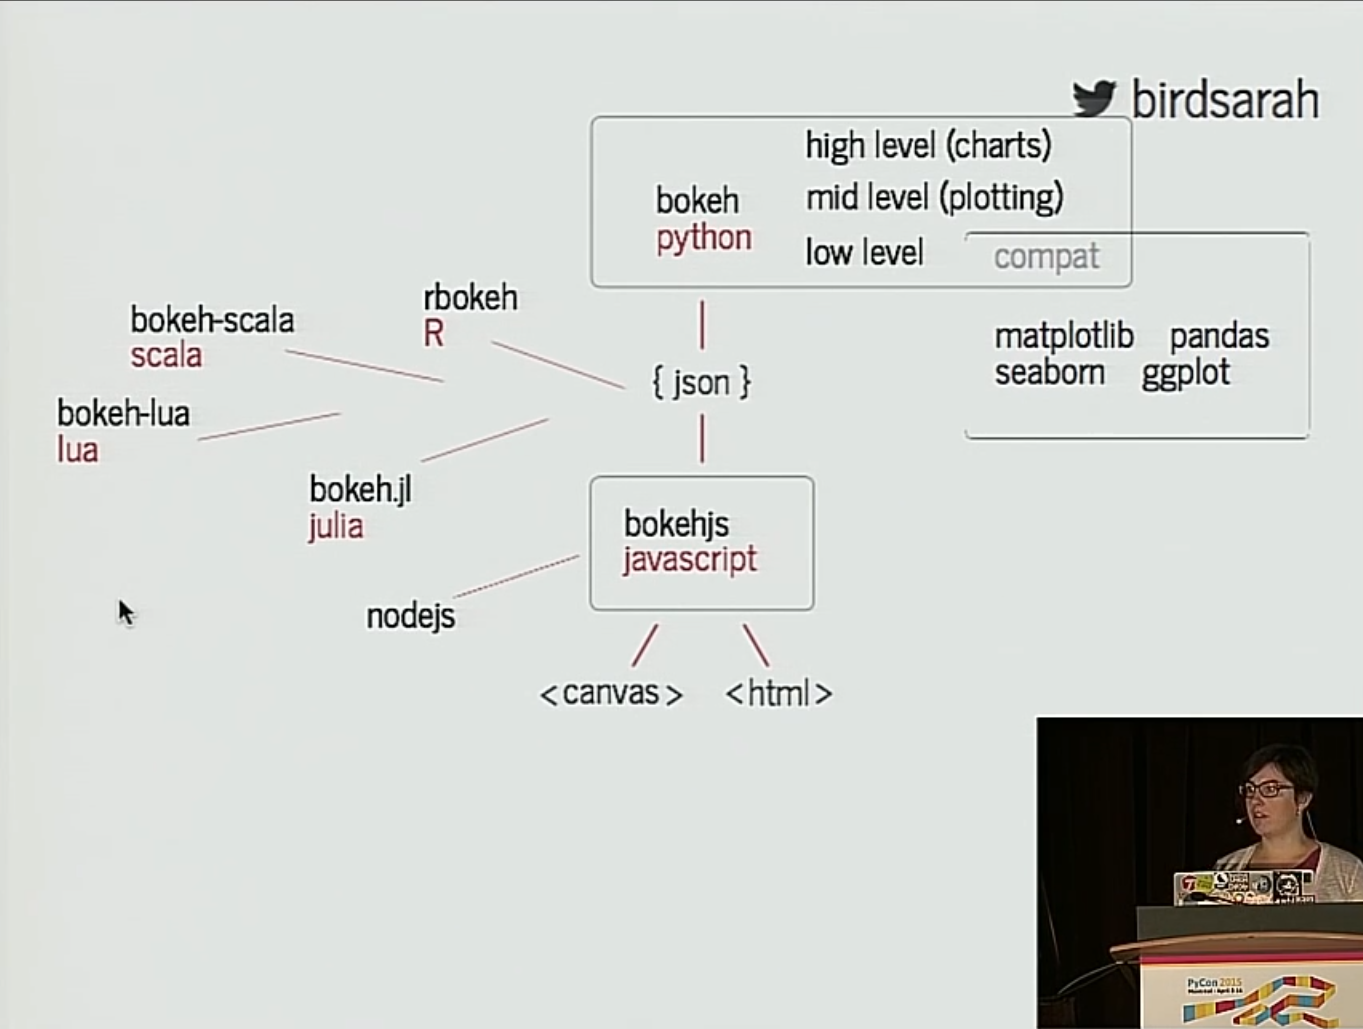 birdsarah
high level (charts)
mid level (plotting)
low level
compat
bokeh
python
matplotlib pandas
seaborn ggplot
rbokeh
R
bokeh-scala
scala
{ json }
bokeh-lua
lua
bokeh.jl
julia
bokehjs
javascript
nodejs
<canvas> <html>
PyCon 2015